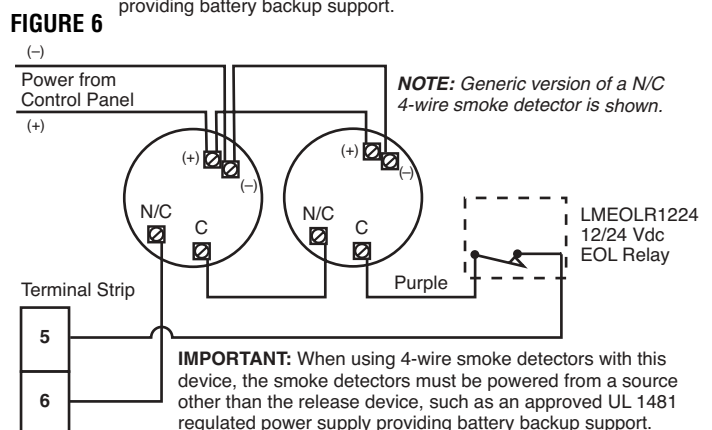 providing battery backup support.
FIGURE 6
(–)
Power from
Control Panel
(+)
NOTE: Generic version of a N/C
4-wire smoke detector is shown.
(+)
(–)
(+)
(–)
N/C
C
N/C
C
LMEOLR1224
12/24 Vdc
EOL Relay
Purple
Terminal Strip
5
6
IMPORTANT: When using 4-wire smoke detectors with this
device, the smoke detectors must be powered from a source
other than the release device, such as an approved UL 1481
regulated power supply providing battery backup support.